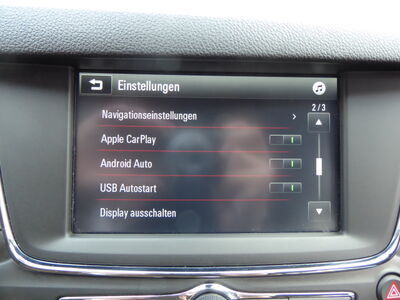 Einstellungen
2/3
Navigationseinstellungen
Apple CarPlay
Android Auto
USB Autostart
Display ausschalten